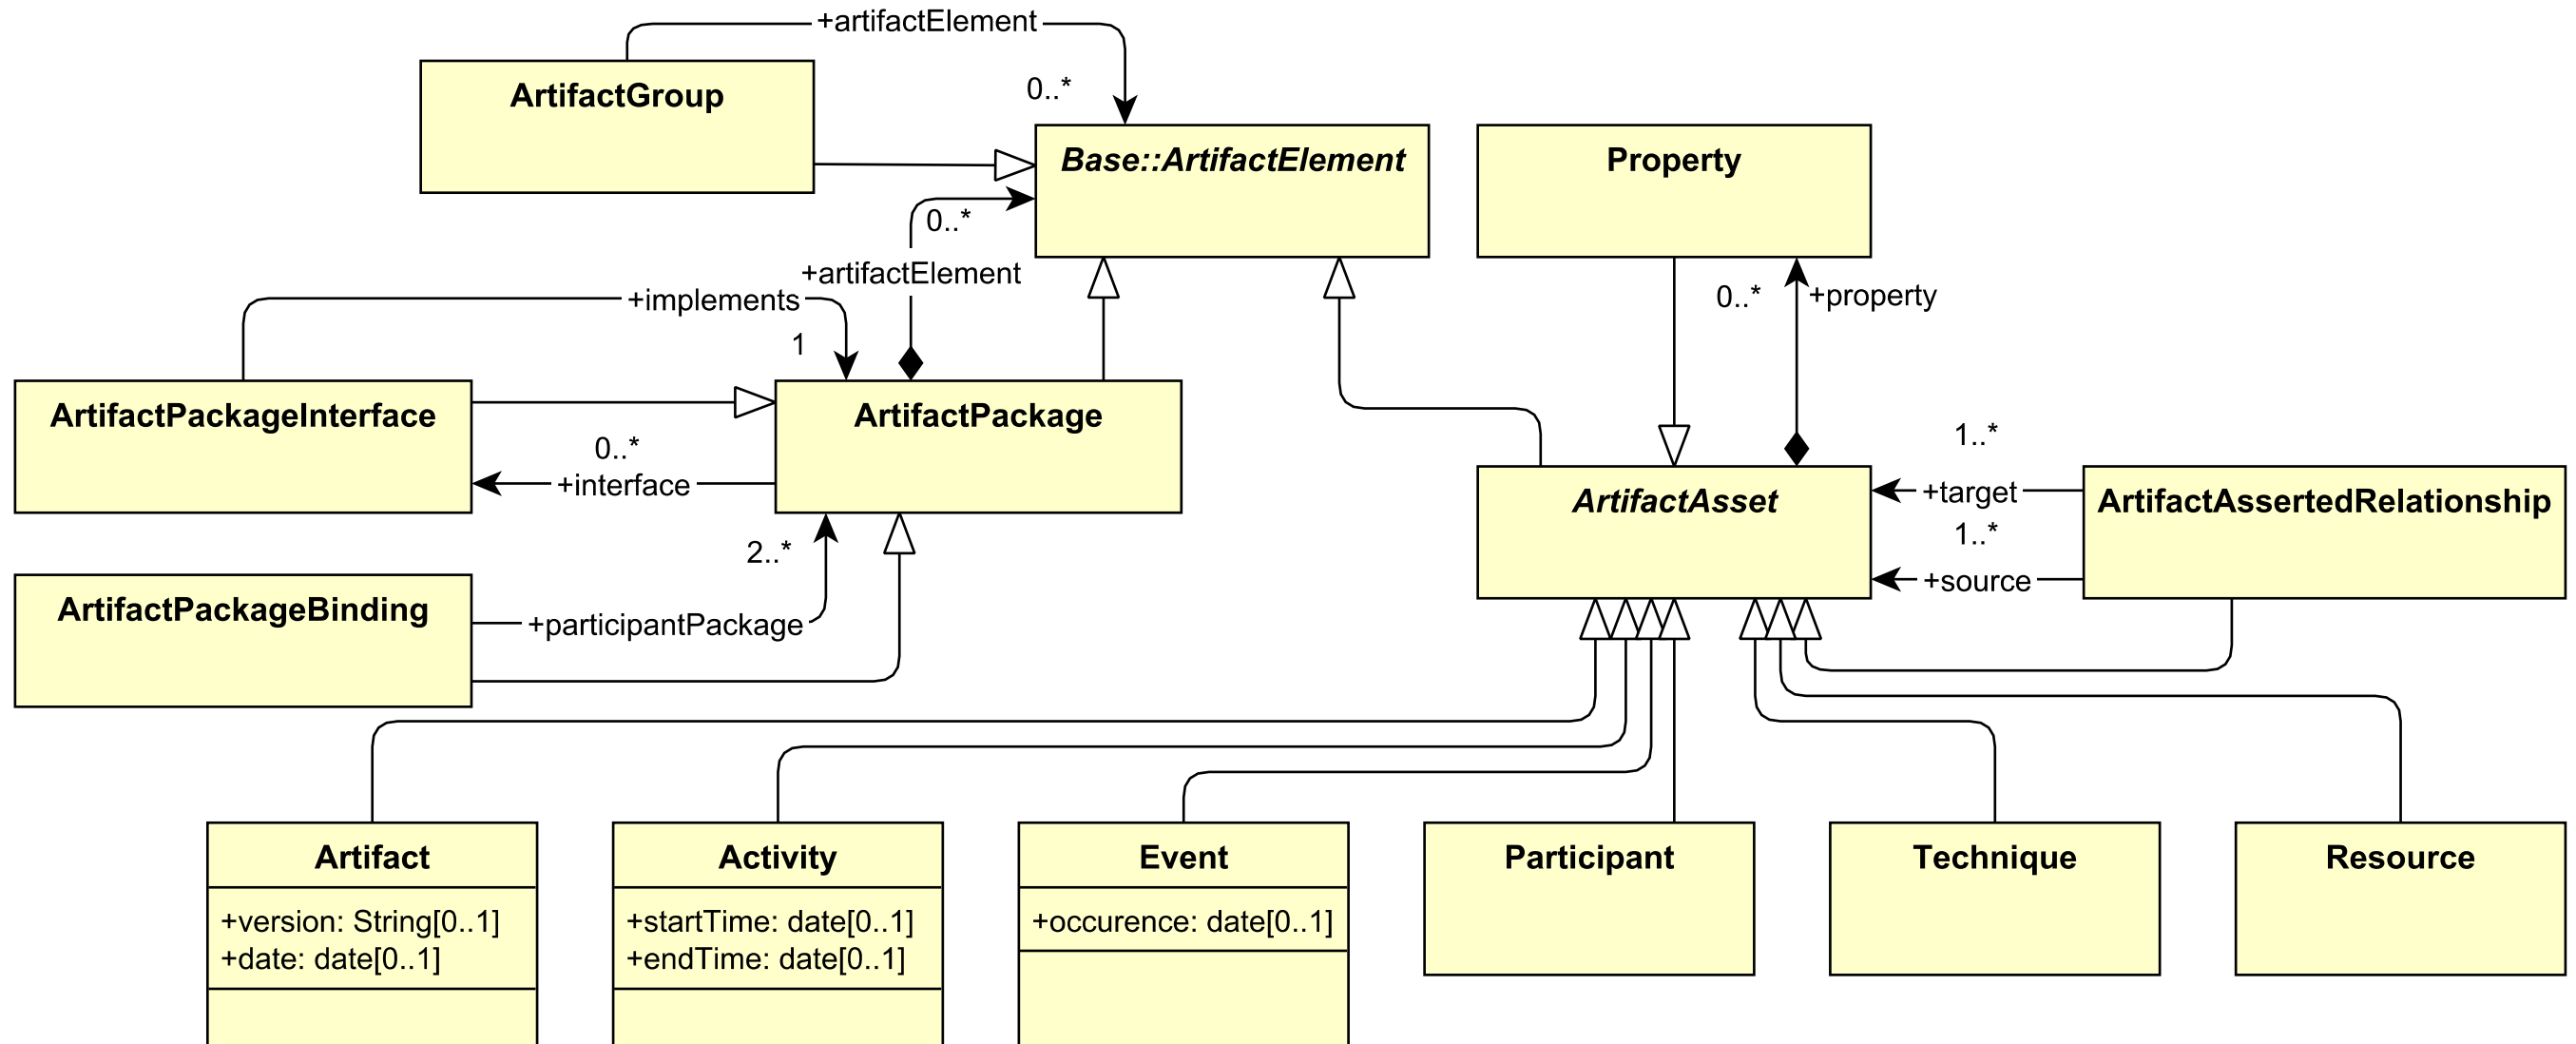 +artifactElement
ArtifactGroup
0..*
Base::ArtifactElement
Property
0..*
+artifactElement
+implements
1
0..*
+property
ArtifactPackageInterface
ArtifactPackage
0..*
+interface
1..*
ArtifactAsset
+target
ArtifactAssertedRelationship
1..*
+source
2..*
ArtifactPackageBinding
+participantPackage
Artifact
+version: String[0..1]
+date: date[0..1]
Activity
+startTime: date[0..1]
+endTime: date[0..1]
Event
+occurence: date[0..1]
Participant
Technique
Resource